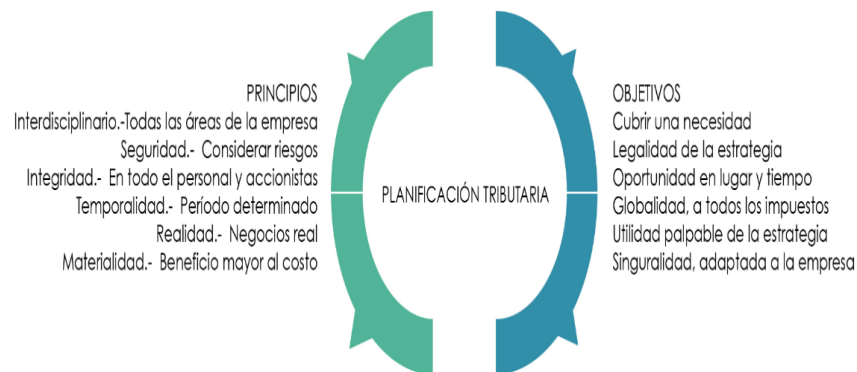 PRINCIPIOS
Interdisciplinario.-Todas las áreas de la empresa
Seguridad.- Considerar riesgos
Integridad.- En todo el personal y accionistas
Temporalidad.- Período determinado
Realidad.- Negocios real
Materialidad.- Beneficio mayor al costo
PLANIFICACIÓN TRIBUTARIA
OBJETIVOS
Cubrir una necesidad
Legalidad de la estrategia
Oportunidad en lugar y tiempo
Globalidad, a todos los impuestos
Utilidad palpable de la estrategia
Singuralidad, adaptada a la empresa